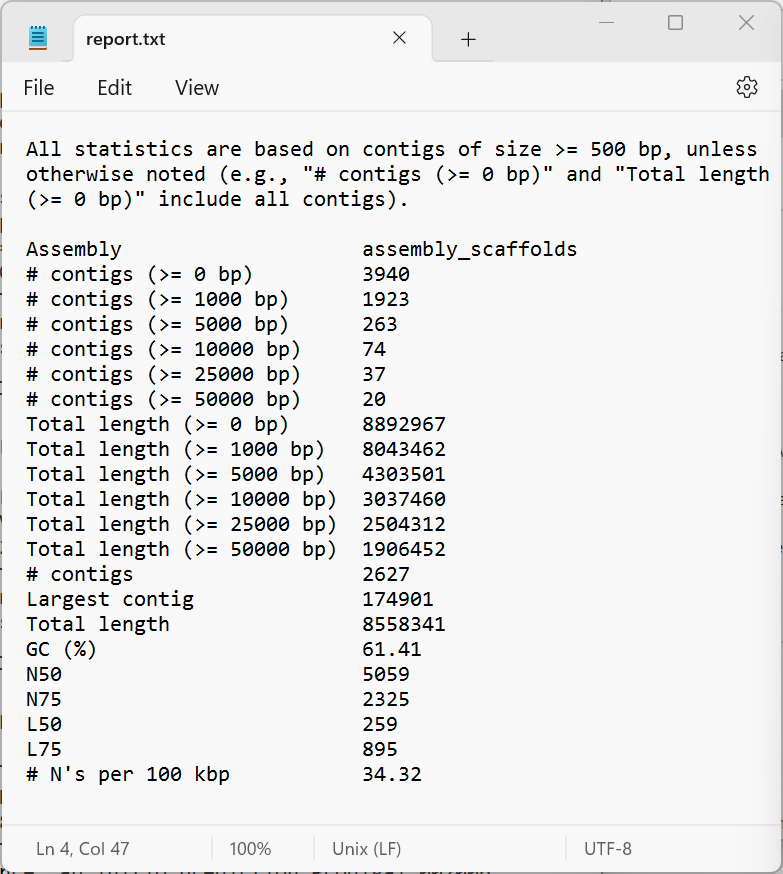 report.txt
File Edit View
All statistics are based on contigs of size >= 500 bp, unless
otherwise noted (e.g., "# contigs (>= 0 bp)" and "Total length
(>= 0 bp)" include all contigs).
Assembly assembly_scaffolds
# contigs (>= 0 bp) 3940
# contigs (>= 1000 bp) 1923
# contigs (>= 5000 bp) 263
# contigs (>= 10000 bp) 74
# contigs (>= 25000 bp) 37
# contigs (>= 50000 bp) 20
Total length (>= 0 bp) 8892967
Total length (>= 1000 bp) 8043462
Total length (>= 5000 bp) 4303501
Total length (>= 10000 bp) 3037460
Total length (>= 25000 bp) 2504312
Total length (>= 50000 bp) 1906452
# contigs 2627
Largest contig 174901
Total length 8558341
GC (%) 61.41
N50 5059
N75 2325
L50 259
L75 895
# N's per 100 kbp 34.32
Ln 4, Col 47 100% Unix (LF) UTF-8